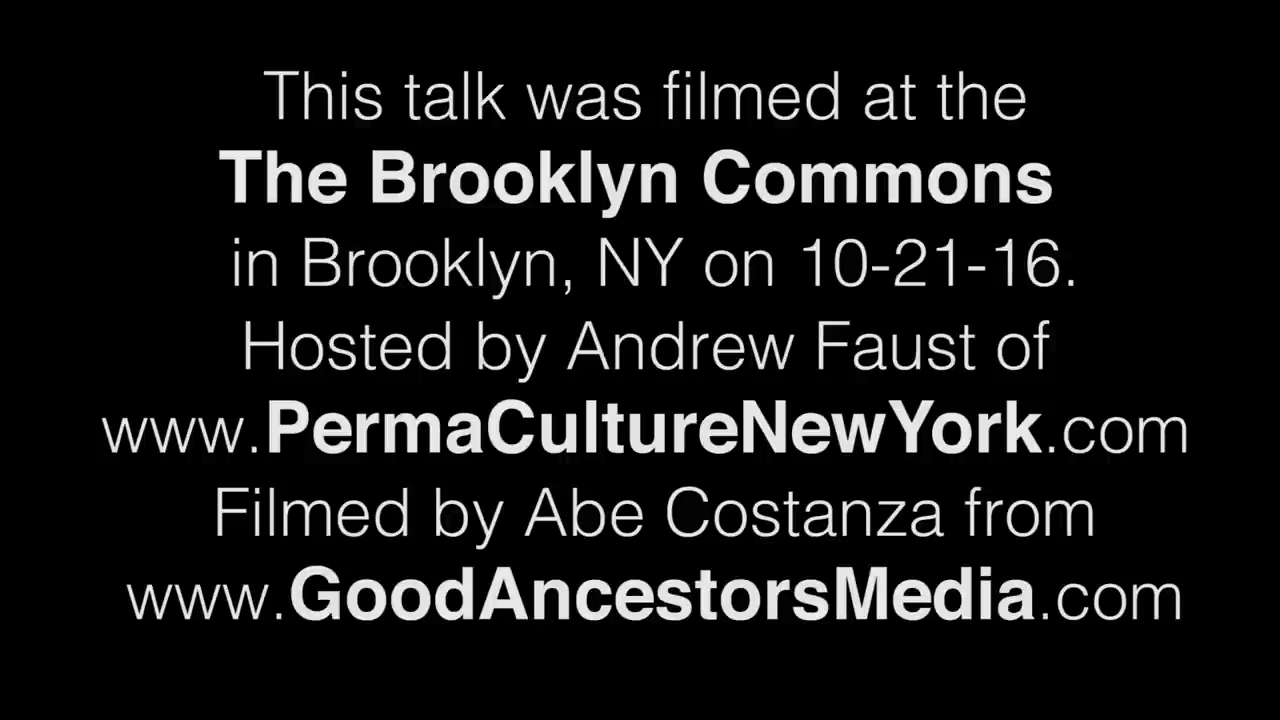 This talk was filmed at the
The Brooklyn Commons
in Brooklyn, NY on 10-21-16.
Hosted by Andrew Faust of
www.PermaCultureNewYork.com
Filmed by Abe Costanza from
www.GoodAncestorsMedia.com